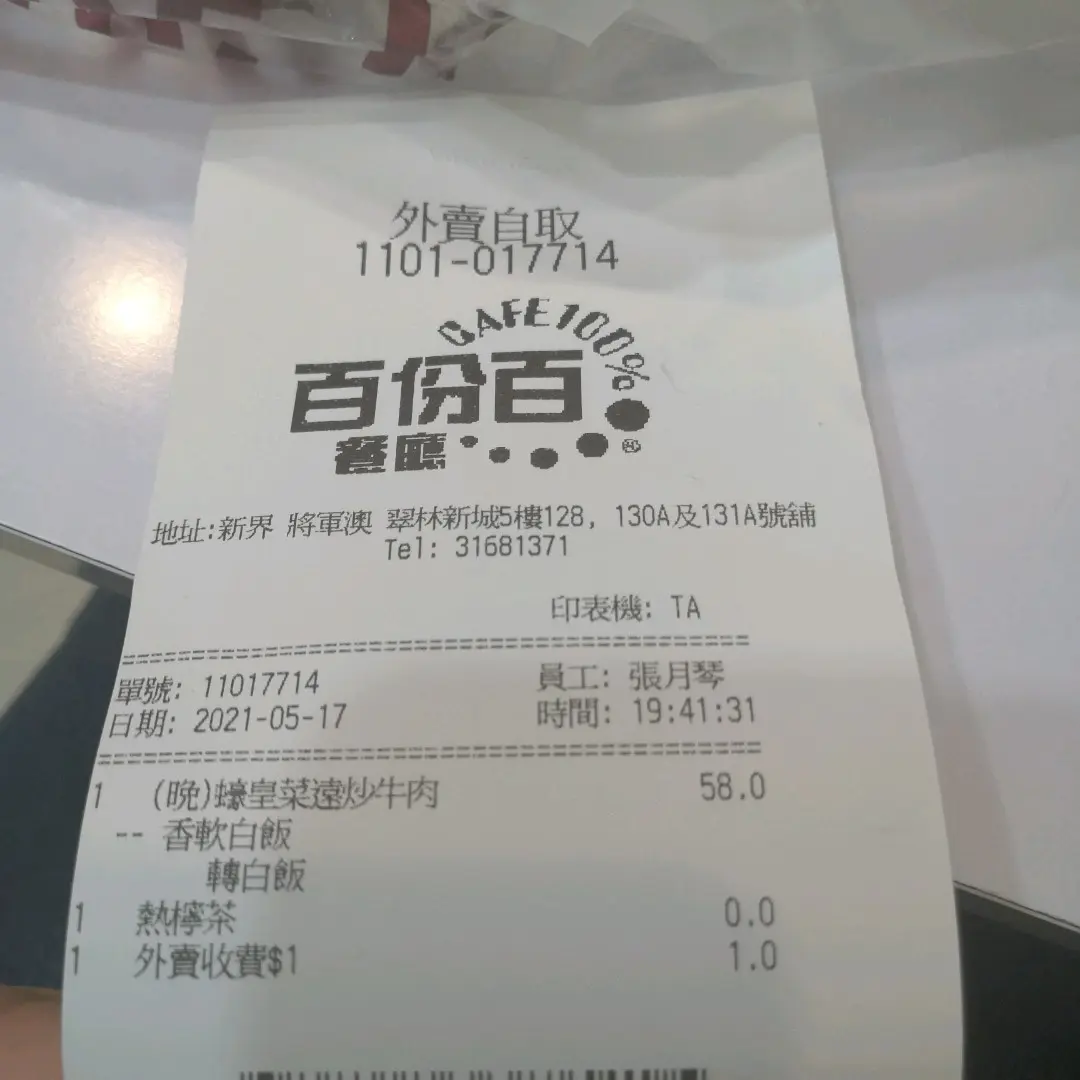 外賣自取
1101-017714
CAFE 100%
百份百
餐廳
地址:新界 將軍澳 翠林新城5樓128, 130A及131A號舖
Tel: 31681371
印表機: TA
單號: 11017714 員工: 張月琴
日期: 2021-05-17 時間: 19:41:31
1 (晚)蠔皇菜遠炒牛肉 58.0
-- 香軟白飯
轉白飯
1 熱檸茶 0.0
1 外賣收費$1 1.0